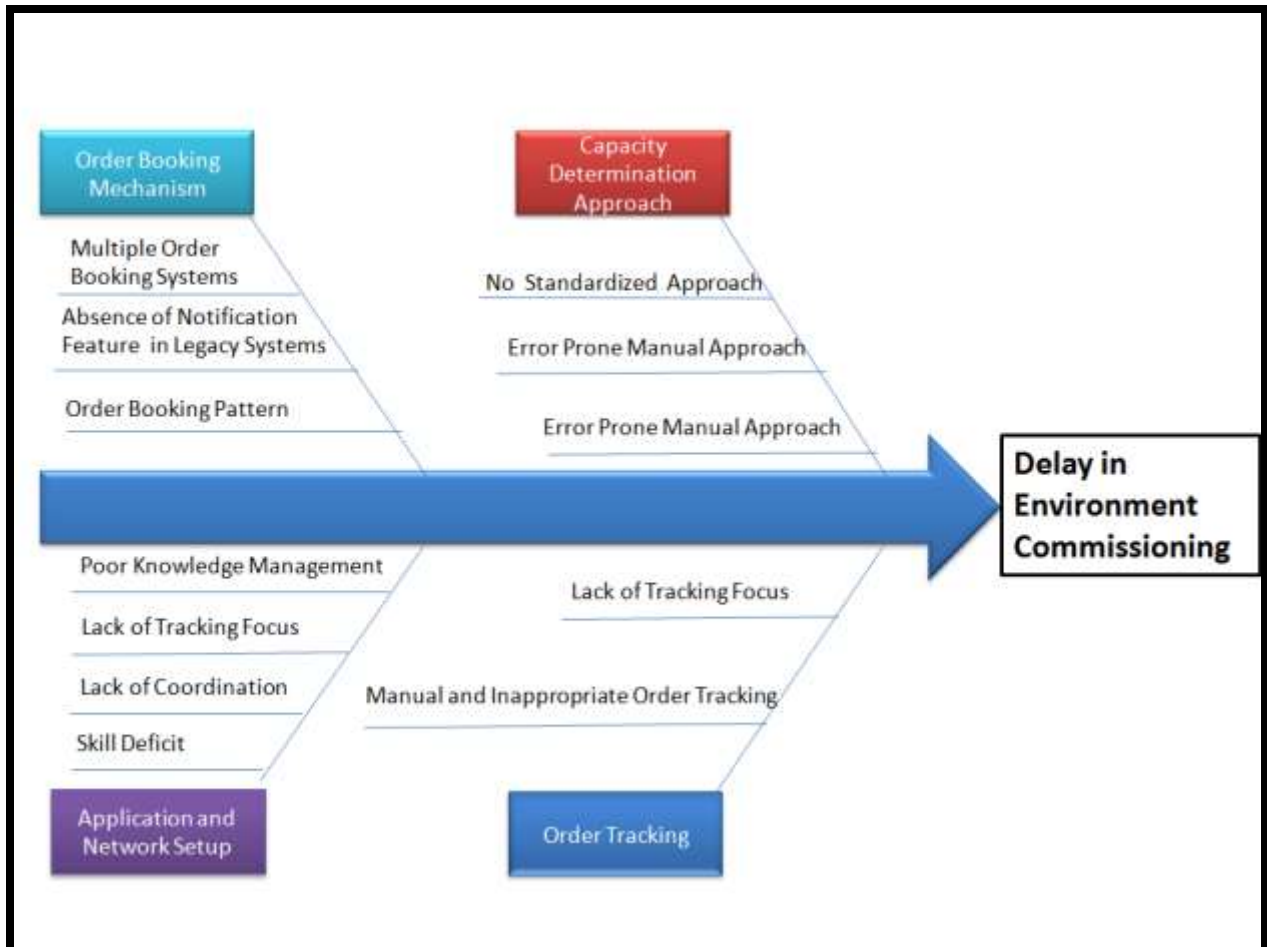 Order Booking
Mechanism
Multiple Order
Booking Systems
Absence of Notification
Feature in Legacy Systems
Order Booking Pattern
Capacity
Determination
Approach
No Standardized Approach
Error Prone Manual Approach
Error Prone Manual Approach
Delay in
Environment
Commissioning
Poor Knowledge Management
Lack of Tracking Focus
Lack of Coordination
Skill Deficit
Application and
Network Setup
Lack of Tracking Focus
Manual and Inappropriate Order Tracking
Order Tracking